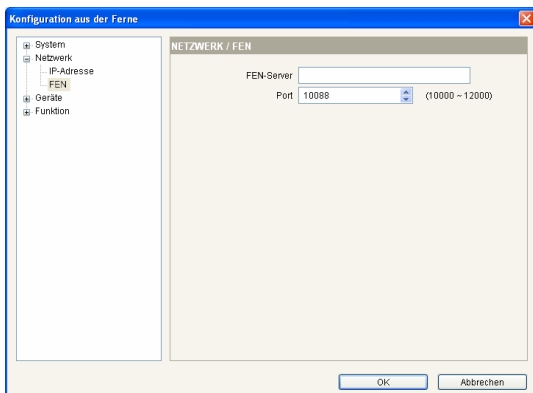 Konfiguration aus der Ferne
System
Netzwerk
IP-Adresse
FEN
Geräte
Funktion
NETZWERK / FEN
FEN-Server
Port 10088 (10000 ~ 12000)
OK Abbrechen